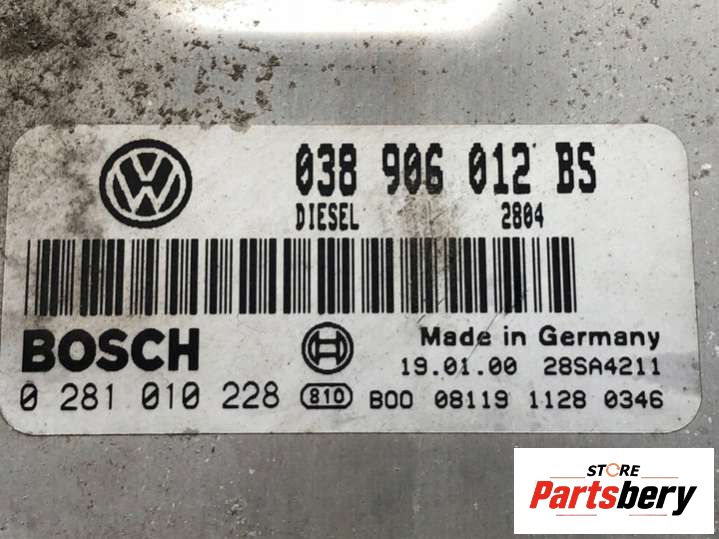 038 906 012 BS
DIESEL 2804
BOSCH
Made in Germany
19.01.00 28SA4211
0 281 010 228 810 B00 08119 1128 0346
STORE
Partsbery